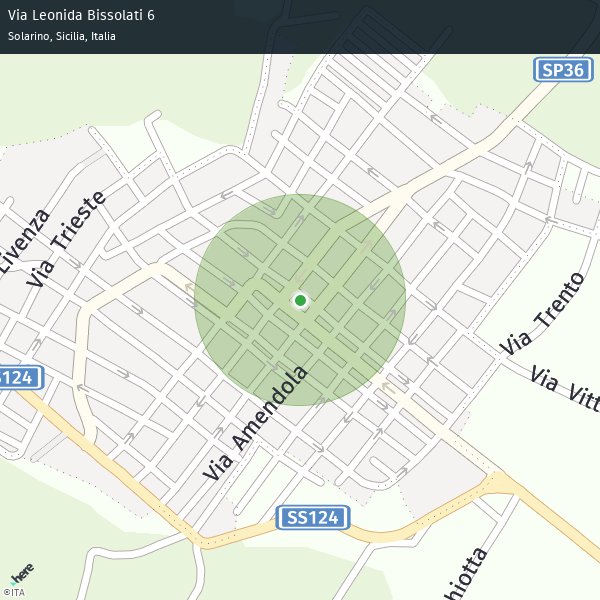 Via Leonida Bissolati 6
Solarino, Sicilia, Italia
SP36
Livenza
Via Trieste
Via Trento
Via Vitt
S124
Via Amendola
SS124
hiotta
here
©ITA